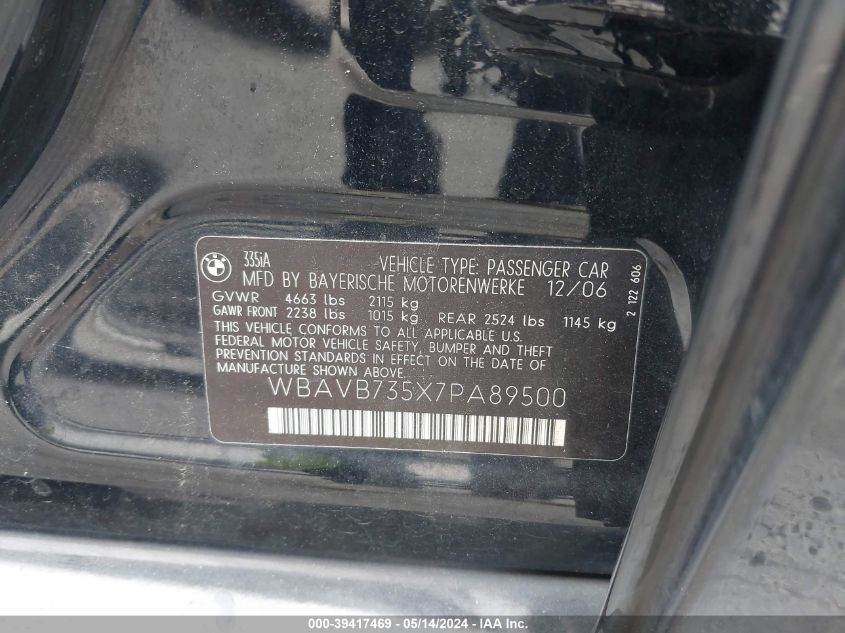 BMW
335iA
VEHICLE TYPE: PASSENGER CAR
MFD BY BAYERISCHE MOTORENWERKE 12/06
GVWR 4663 lbs 2115 kg
GAWR FRONT 2238 lbs 1015 kg REAR 2524 lbs 1145 kg
THIS VEHICLE CONFORMS TO ALL APPLICABLE U.S.
FEDERAL MOTOR VEHICLE SAFETY, BUMPER AND THEFT
PREVENTION STANDARDS IN EFFECT ON THE DATE OF
MANUFACTURE SHOWN ABOVE.
WBAVB735X7PA89500
2 122 606
000-39417469 - 05/14/2024 - IAA Inc.